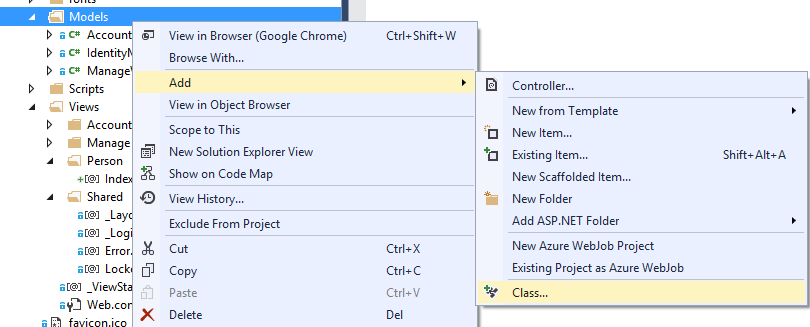 fonts
Models
Account
IdentityM
ManageV
Scripts
Views
Account
Manage
Person
Index
Shared
_Layo
_Logi
Error.
Locko
_ViewSta
Web.con
favicon.ico
View in Browser (Google Chrome) Ctrl+Shift+W
Browse With...
Add
View in Object Browser
Scope to This
New Solution Explorer View
Show on Code Map
View History...
Exclude From Project
Cut Ctrl+X
Copy Ctrl+C
Paste Ctrl+V
Delete Del
Controller...
New from Template
New Item...
Existing Item... Shift+Alt+A
New Scaffolded Item...
New Folder
Add ASP.NET Folder
New Azure WebJob Project
Existing Project as Azure WebJob
Class...